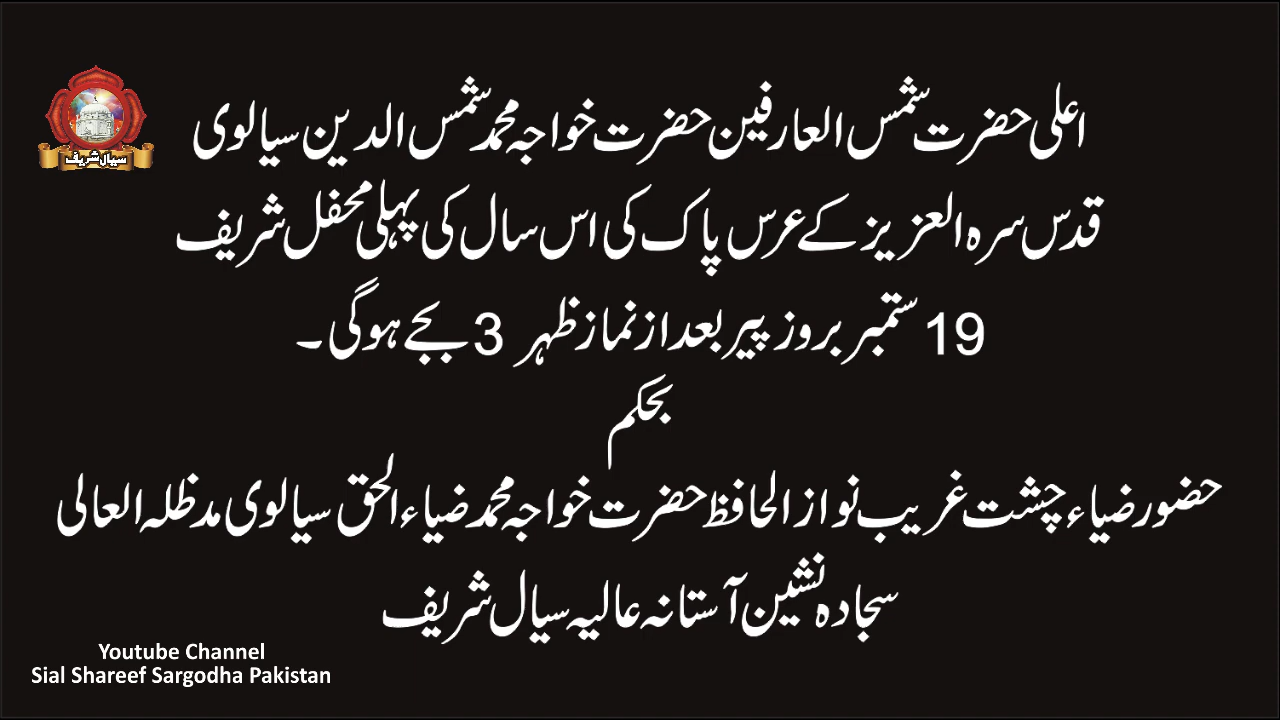 سیال شریف
اعلی حضرت شمس العارفین حضرت خواجہ محمد شمس الدین سیالوی
قدس سرہ العزیز کے عرس پاک کی اس سال کی پہلی محفل شریف
19 ستمبر بروز پیر بعد از نماز ظہر 3 بجے ہوگی۔
بحکم
حضور ضیاء چشت غریب نواز الحافظ حضرت خواجہ محمد ضیاء الحق سیالوی مدظلہ العالی
سجادہ نشین آستانہ عالیہ سیال شریف
Youtube Channel
Sial Shareef Sargodha Pakistan